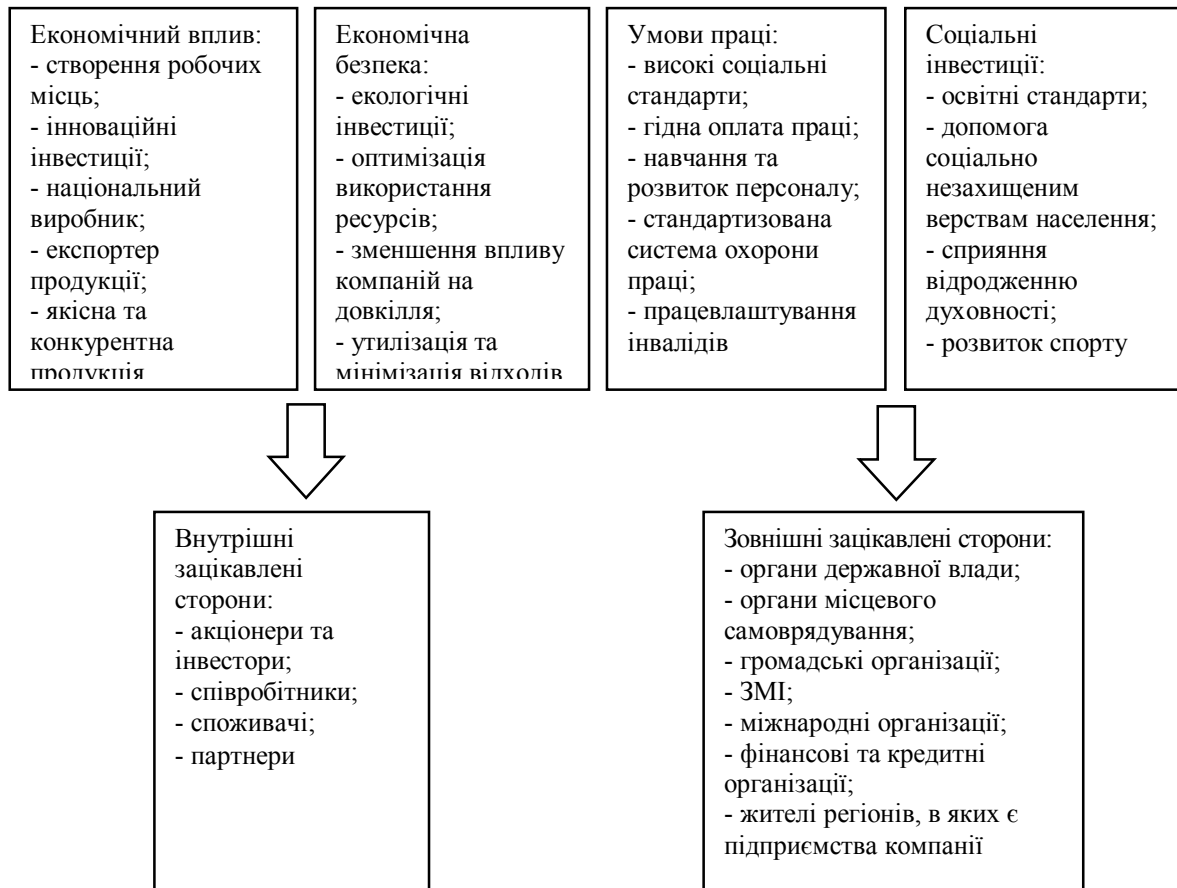 Економічний вплив:
- створення робочих
місць;
- інноваційні
інвестиції;
- національний
виробник;
- експортер
продукції;
- якісна та
конкурентна
продукція
Економічна
безпека:
- екологічні
інвестиції;
- оптимізація
використання
ресурсів;
- зменшення впливу
компаній на
довкілля;
- утилізація та
мінімізація відходів
Умови праці:
- високі соціальні
стандарти;
- гідна оплата праці;
- навчання та
розвиток персоналу;
- стандартизована
система охорони
праці;
- працевлаштування
інвалідів
Соціальні
інвестиції:
- освітні стандарти;
- допомога
соціально
незахищеним
верствам населення;
- сприяння
відродженню
духовності;
- розвиток спорту
Внутрішні
зацікавлені
сторони:
- акціонери та
інвестори;
- співробітники;
- споживачі;
- партнери
Зовнішні зацікавлені сторони:
- органи державної влади;
- органи місцевого
самоврядування;
- громадські організації;
- ЗМІ;
- міжнародні організації;
- фінансові та кредитні
організації;
- жителі регіонів, в яких є
підприємства компанії